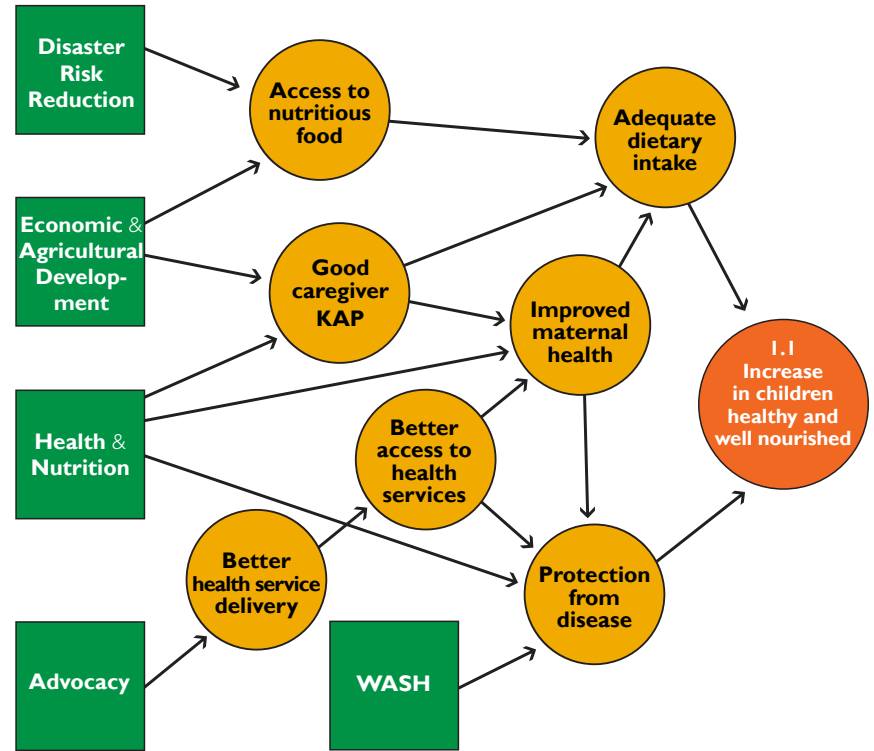 Disaster
Risk
Reduction
Access to
nutritious
food
Adequate
dietary
intake
Economic &
Agricultural
Develop-
ment
Good
caregiver
KAP
Improved
maternal
health
1.1
Increase
in children
healthy and
well nourished
Health &
Nutrition
Better
access to
health
services
Better
health service
delivery
Protection
from
disease
Advocacy
WASH